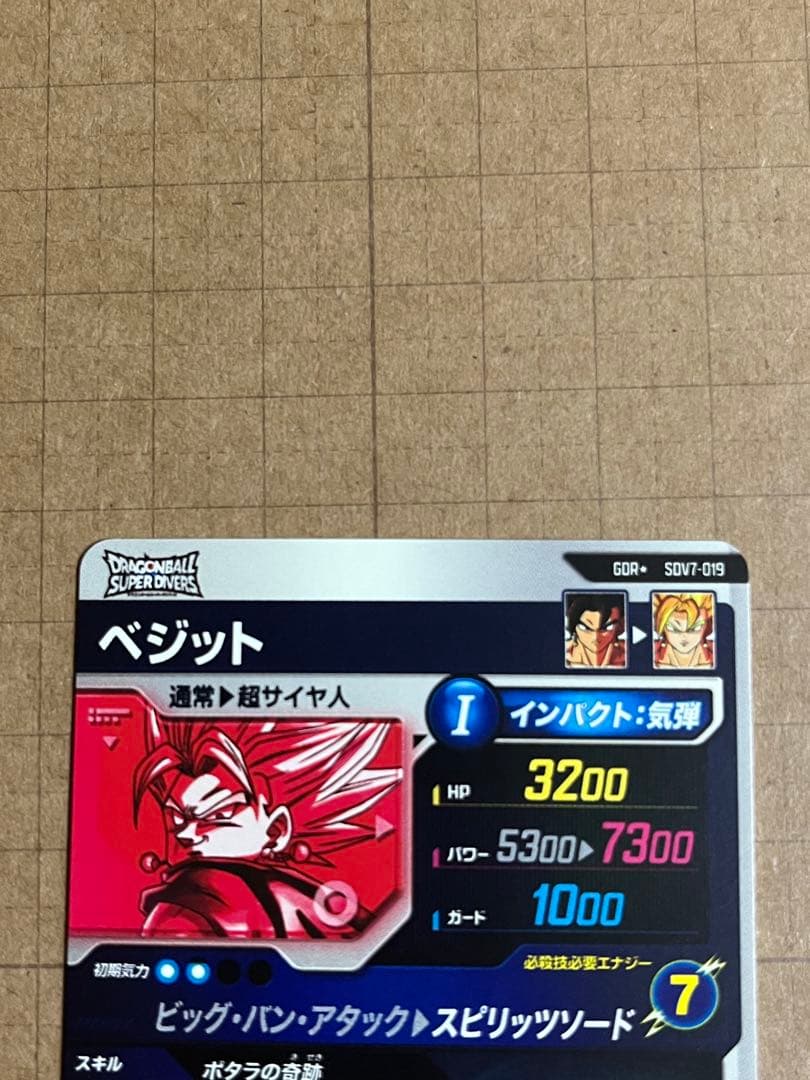 DRAGONBALL
SUPER DIVERS
GDR★ SDV7-019
ベジット
通常▶超サイヤ人
I インパクト:気弾
HP 3200
パワー 5300▶7300
ガード 1000
初期気力
必殺技必要エナジー
7
ビッグ・バン・アタック▶スピリッツソード
スキル ポタラの奇跡
きせき